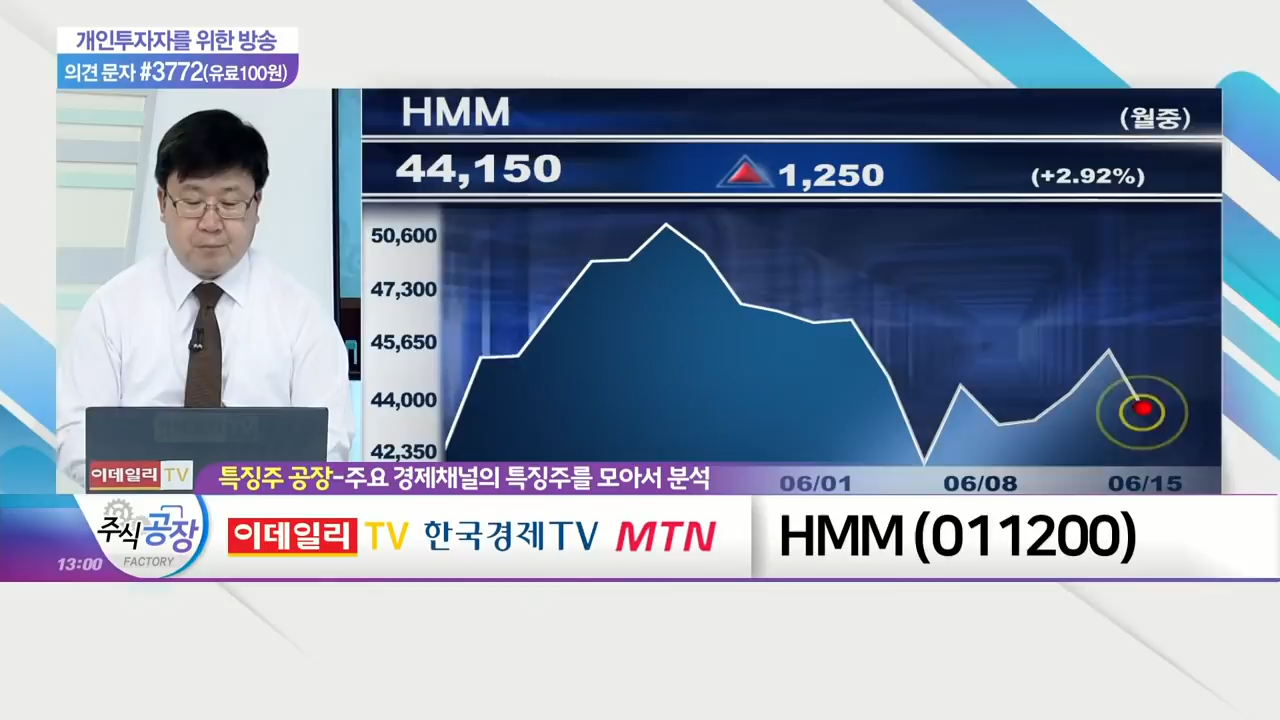 개인투자자를 위한 방송
의견 문자 #3772(유료100원)
HMM
(월중)
44,150
1,250
(+2.92%)
50,600
47,300
45,650
44,000
42,350
06/01
06/08
06/15
이데일리 TV
특징주 공장-주요 경제채널의 특징주를 모아서 분석
주식공장
FACTORY
13:00
이데일리 TV
한국경제TV
MTN
HMM (011200)